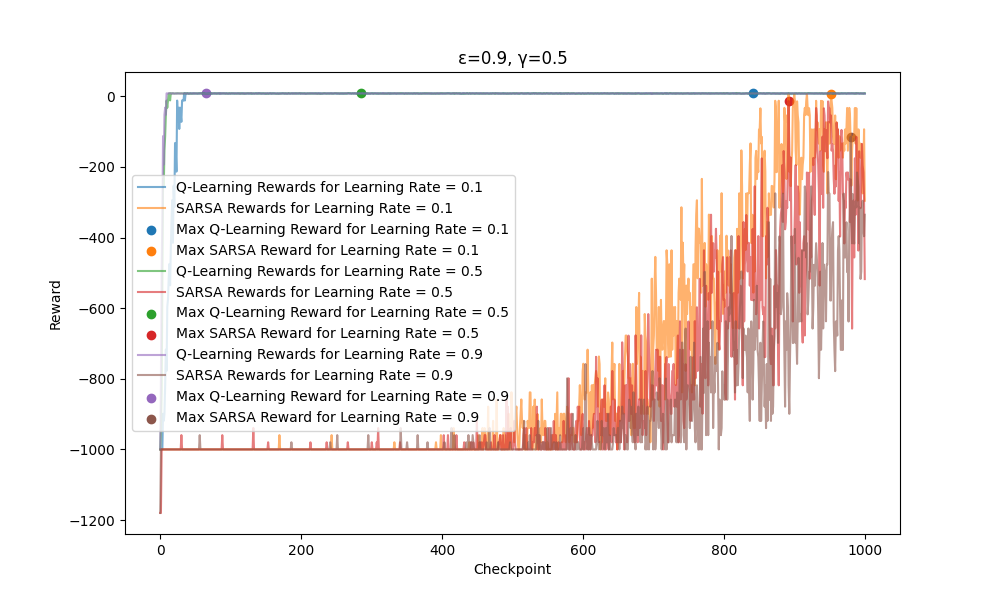 ε=0.9, γ=0.5
Reward
0
−200
−400
−600
−800
−1000
−1200
Q-Learning Rewards for Learning Rate = 0.1
SARSA Rewards for Learning Rate = 0.1
Max Q-Learning Reward for Learning Rate = 0.1
Max SARSA Reward for Learning Rate = 0.1
Q-Learning Rewards for Learning Rate = 0.5
SARSA Rewards for Learning Rate = 0.5
Max Q-Learning Reward for Learning Rate = 0.5
Max SARSA Reward for Learning Rate = 0.5
Q-Learning Rewards for Learning Rate = 0.9
SARSA Rewards for Learning Rate = 0.9
Max Q-Learning Reward for Learning Rate = 0.9
Max SARSA Reward for Learning Rate = 0.9
0 200 400 600 800 1000
Checkpoint